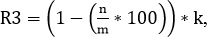 R3 = (1 − (n/m * 100)) * k,